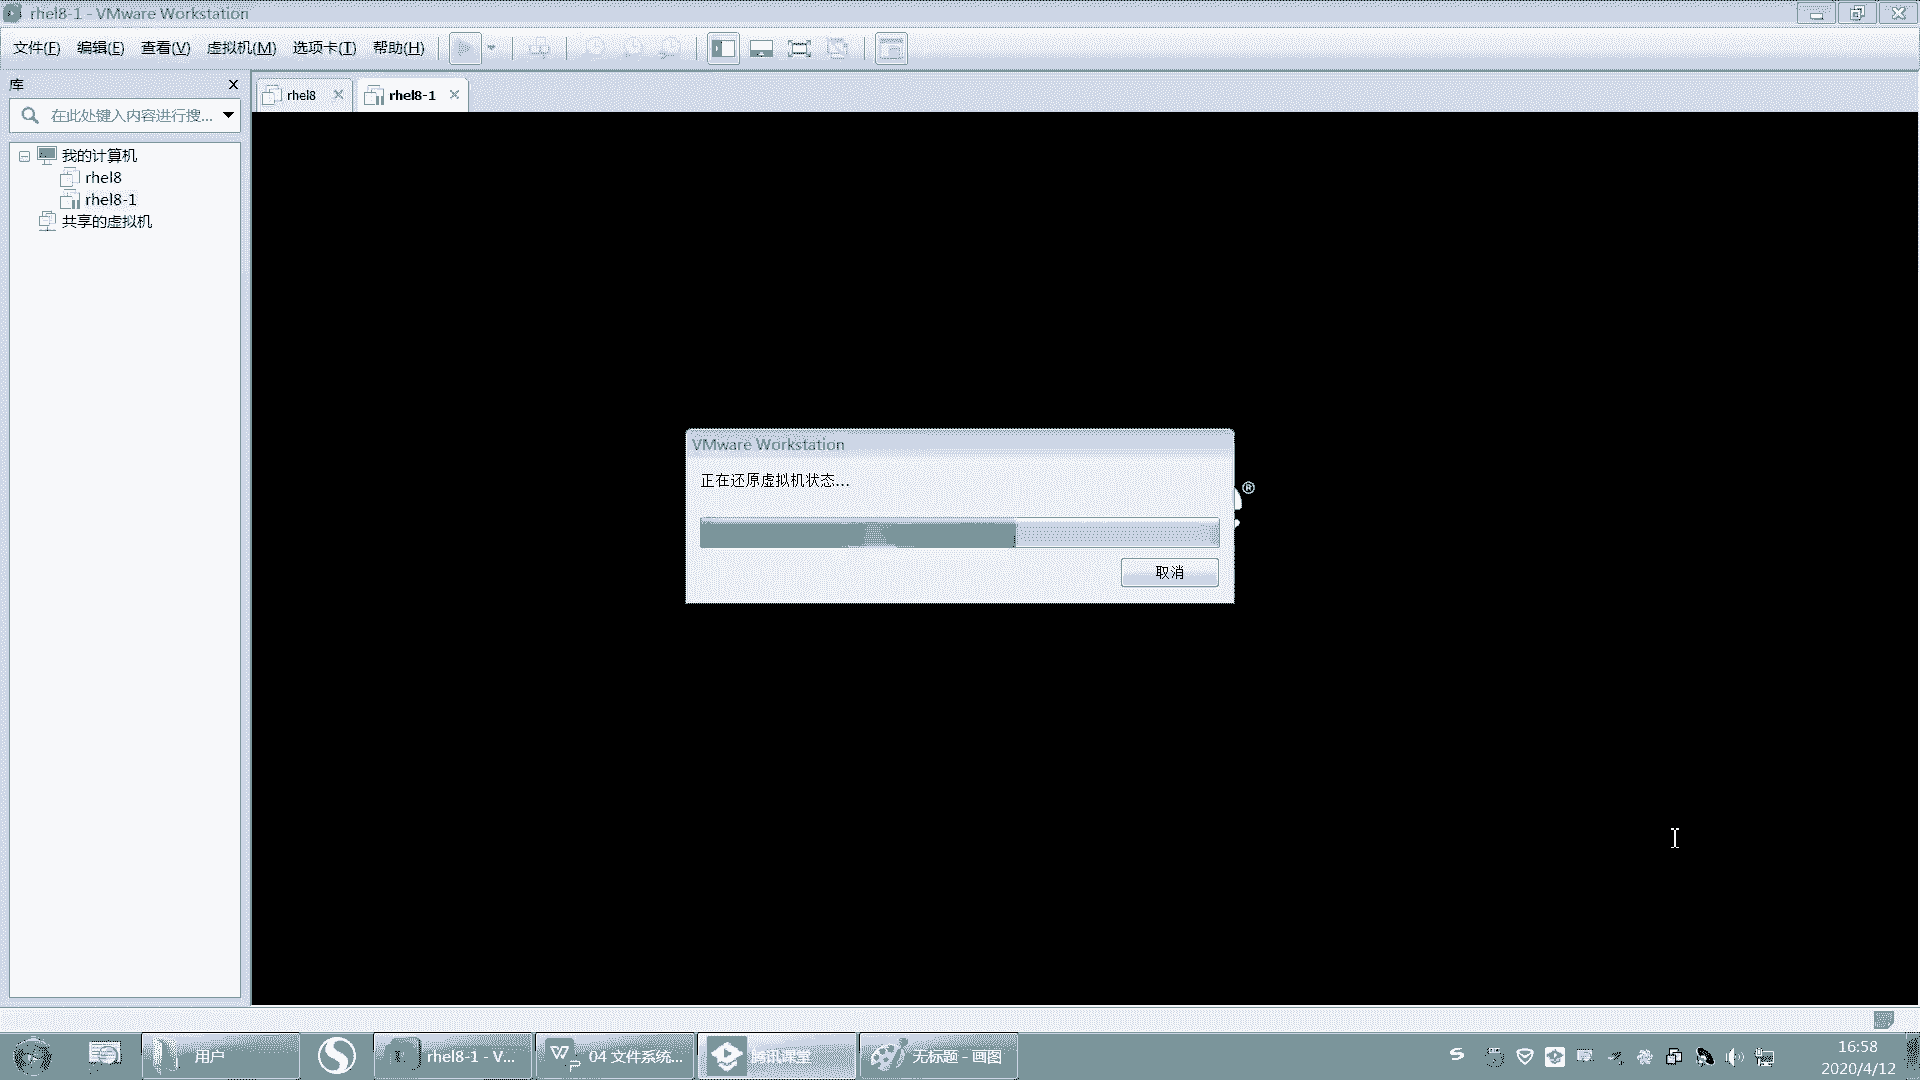 rhel8-1 - VMware Workstation
文件(F) 编辑(E) 查看(V) 虚拟机(M) 选项卡(T) 帮助(H)
库
rhel8
rhel8-1
在此处键入内容进行搜...
我的计算机
rhel8
rhel8-1
共享的虚拟机
VMware Workstation
正在还原虚拟机状态...
®
取消
用户
rhel8-1 - V...
04 文件系统...
腾讯课堂
无标题 - 画图
16:58
2020/4/12